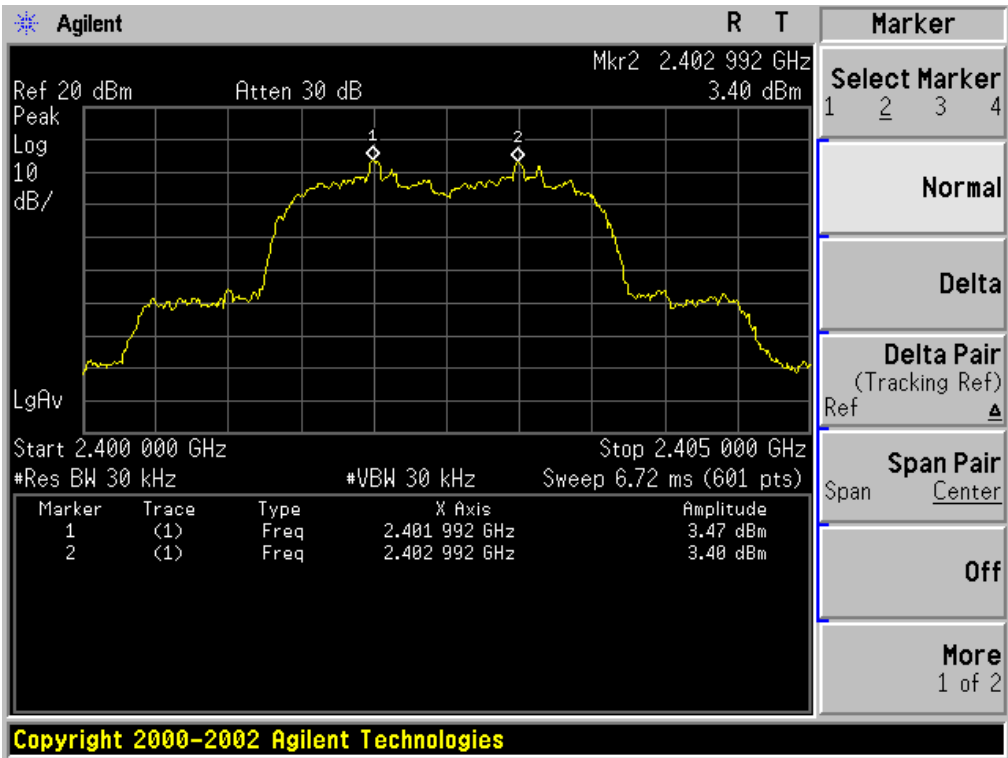 Agilent R T
Mkr2 2.402 992 GHz
Ref 20 dBm Atten 30 dB 3.40 dBm
Peak
Log
10
dB/
1
2
LgAv
Start 2.400 000 GHz Stop 2.405 000 GHz
#Res BW 30 kHz #VBW 30 kHz Sweep 6.72 ms (601 pts)
Marker Trace Type X Axis Amplitude
1 (1) Freq 2.401 992 GHz 3.47 dBm
2 (1) Freq 2.402 992 GHz 3.40 dBm
Copyright 2000-2002 Agilent Technologies
Marker
Select Marker
1 2 3 4
Normal
Delta
Delta Pair
(Tracking Ref)
Ref Δ
Span Pair
Span Center
Off
More
1 of 2